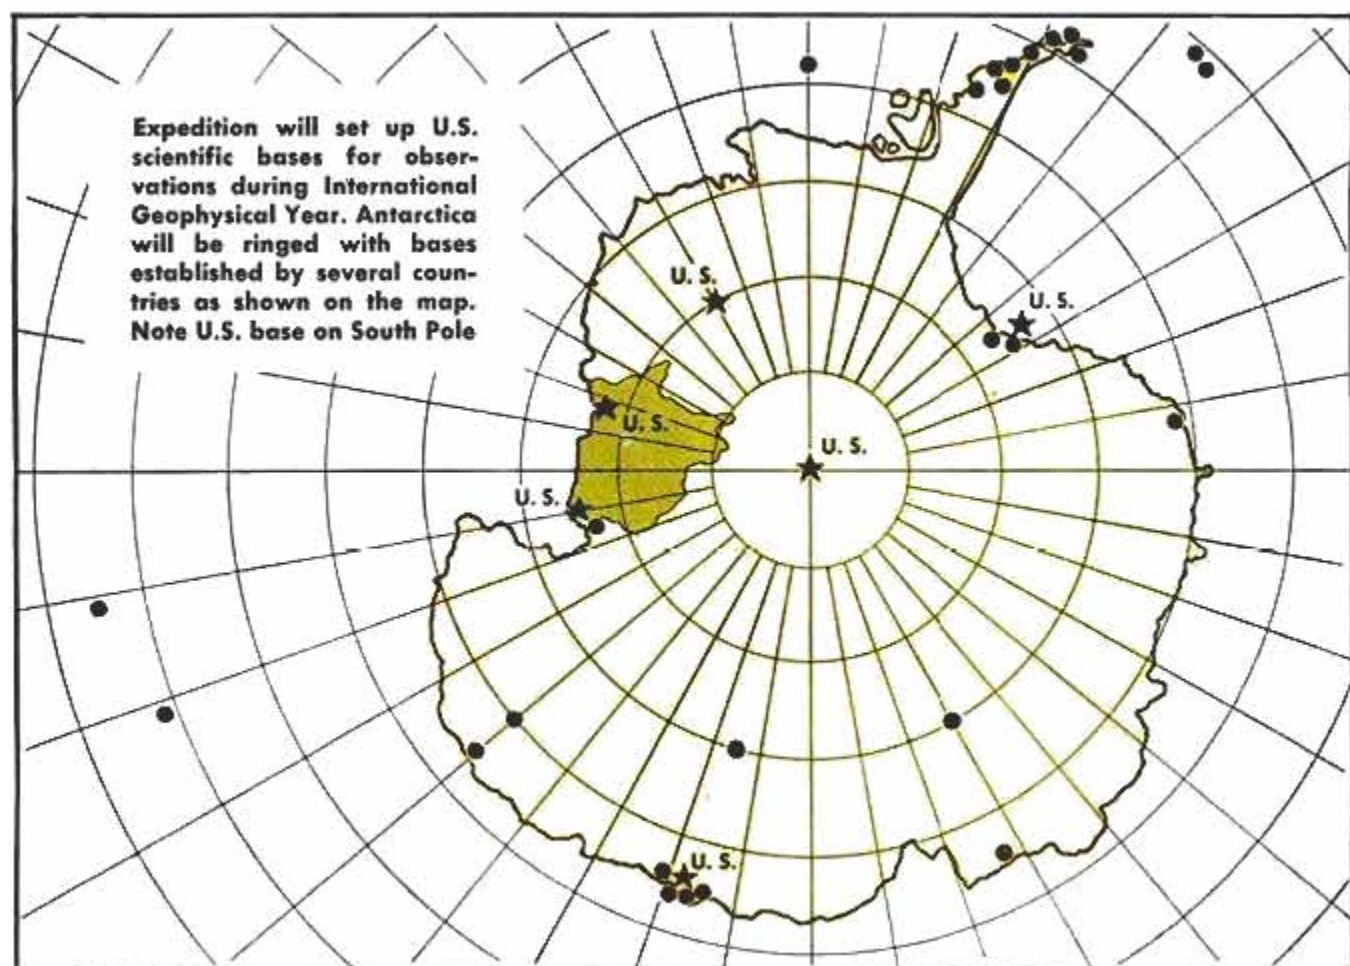 Expedition will set up U.S.
scientific bases for obser-
vations during International
Geophysical Year. Antarctica
will be ringed with bases
established by several coun-
tries as shown on the map.
Note U.S. base on South Pole
U. S.
U. S.
U. S.
U. S.
U. S.
U. S.